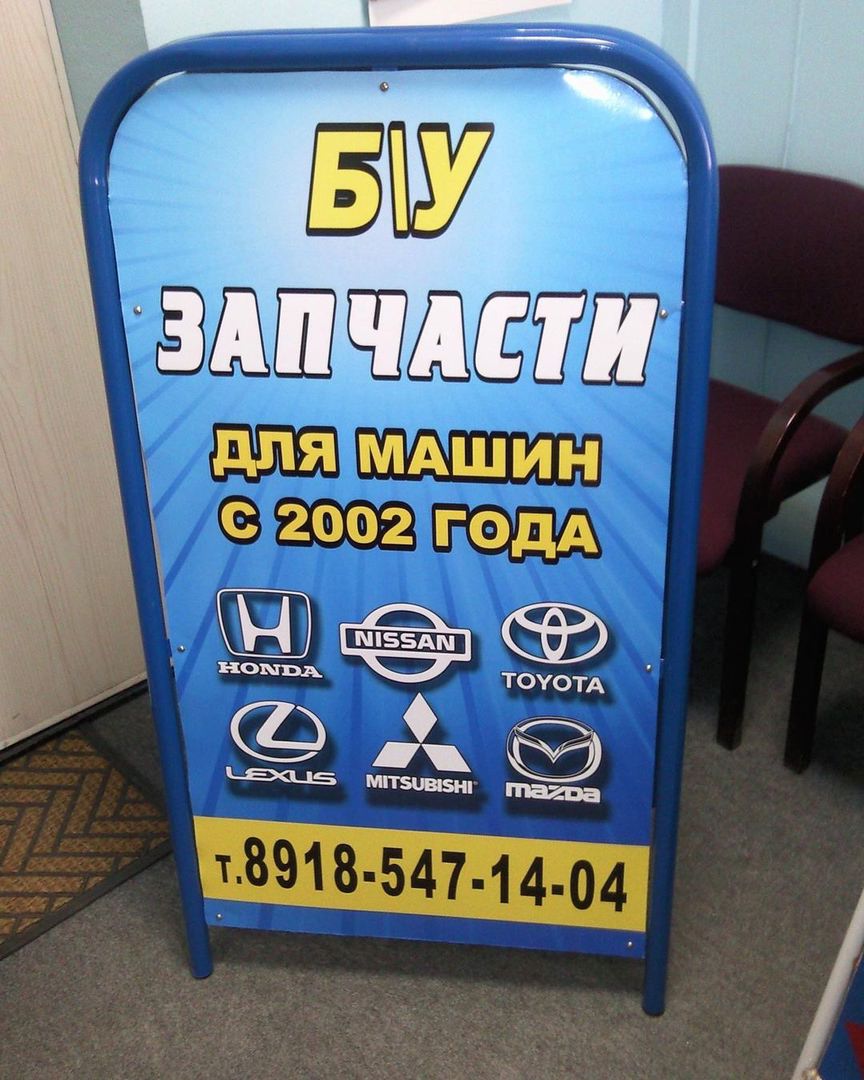 Б\У
ЗАПЧАСТИ
ДЛЯ МАШИН
С 2002 ГОДА
HONDA NISSAN TOYOTA
LEXUS MITSUBISHI mazda
т.8918-547-14-04